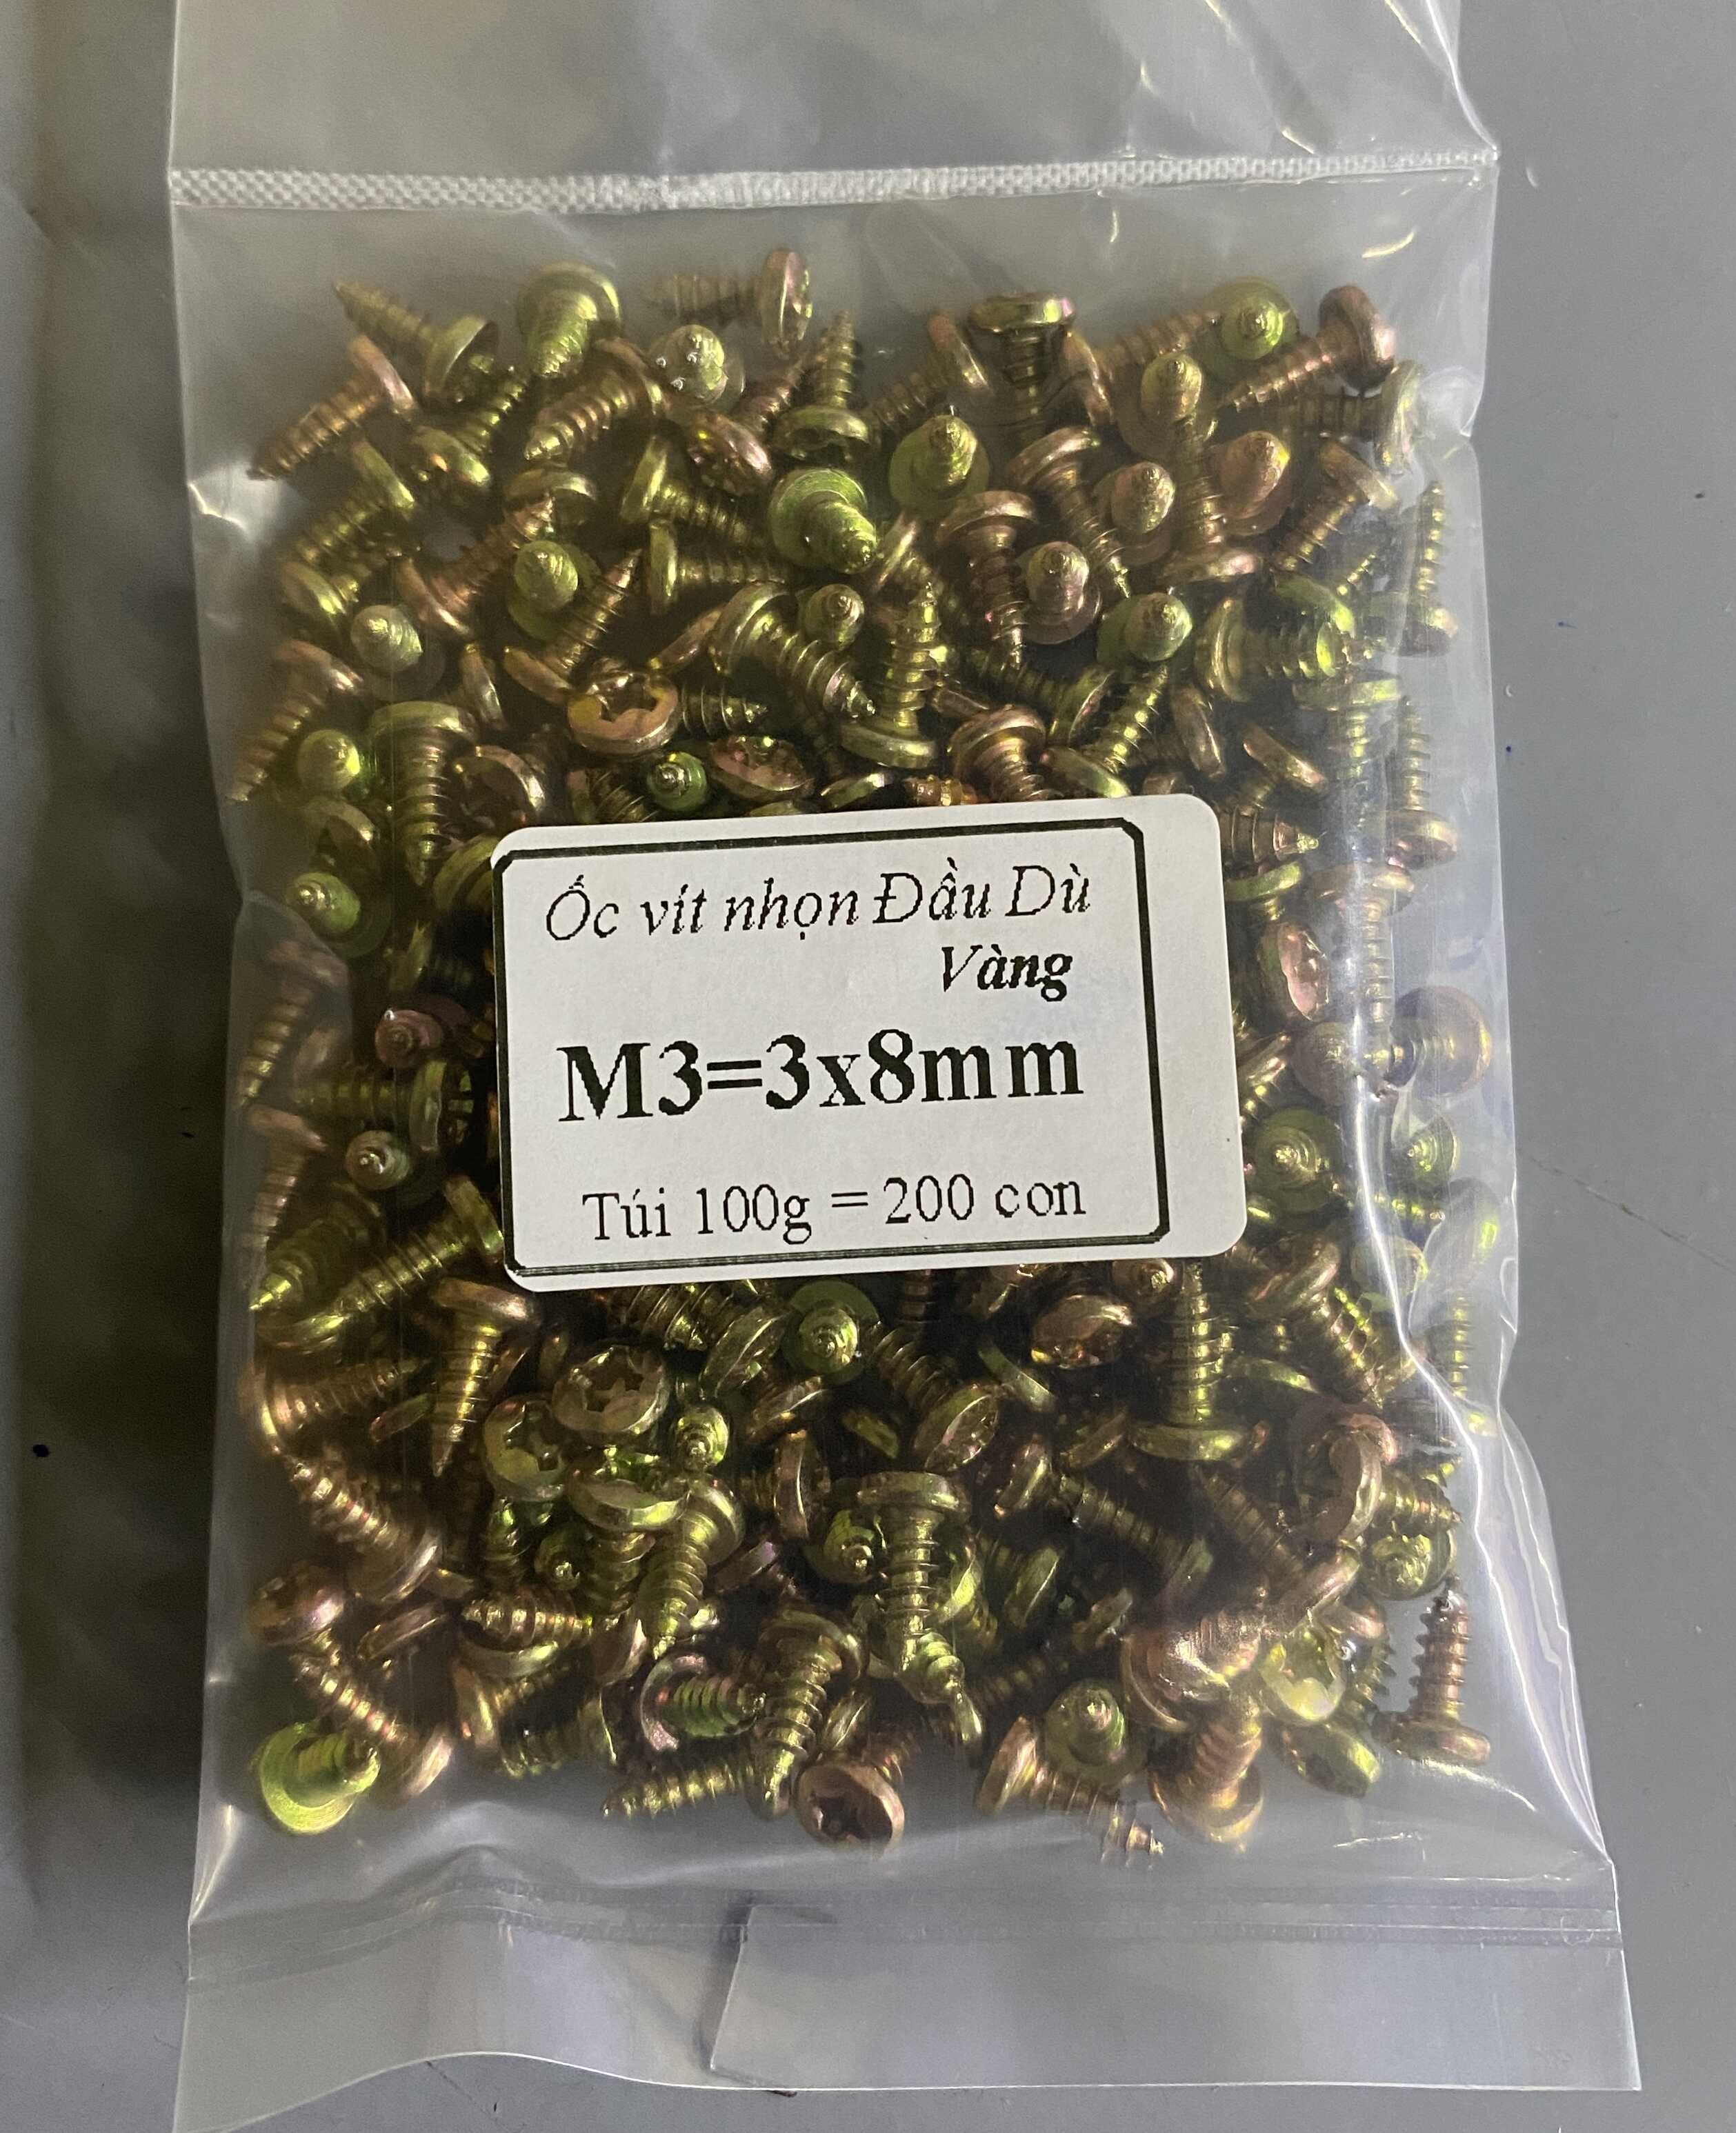 Ốc vít nhọn Đầu Dù
Vàng
M3=3x8mm
Túi 100g = 200 con